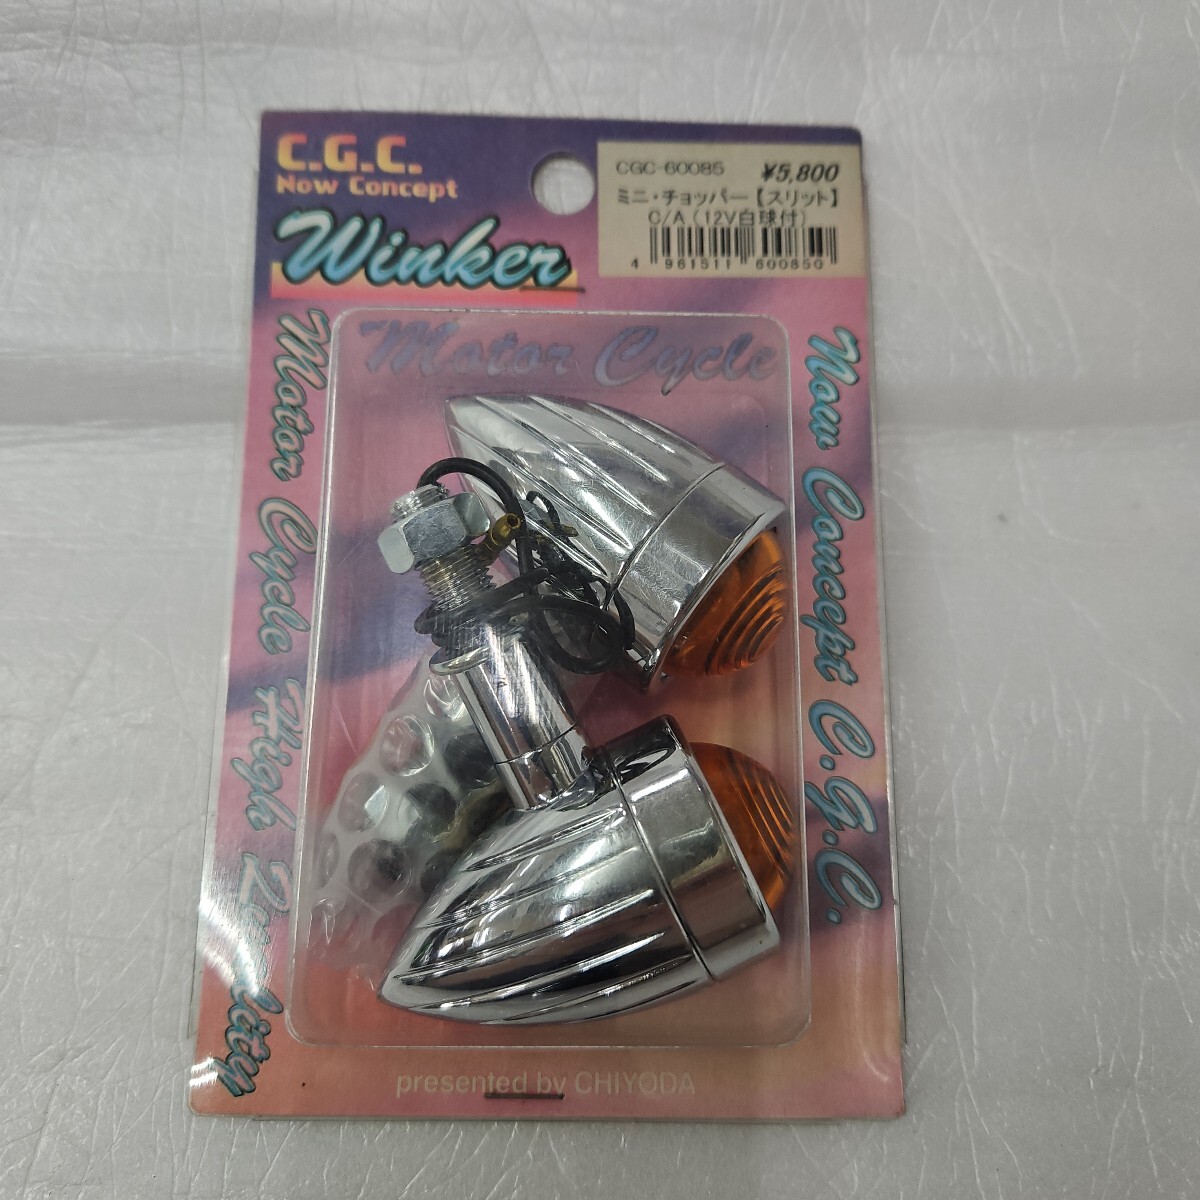 C.G.C.
Now Concept
Winker
CGC-60085 ¥5,800
ミニ・チョッパー【スリット】
C/A(12V白球付)
4 961511 600850
Motor Cycle
Motor Cycle High Quality
Now Concept C.G.C.
presented by CHIYODA